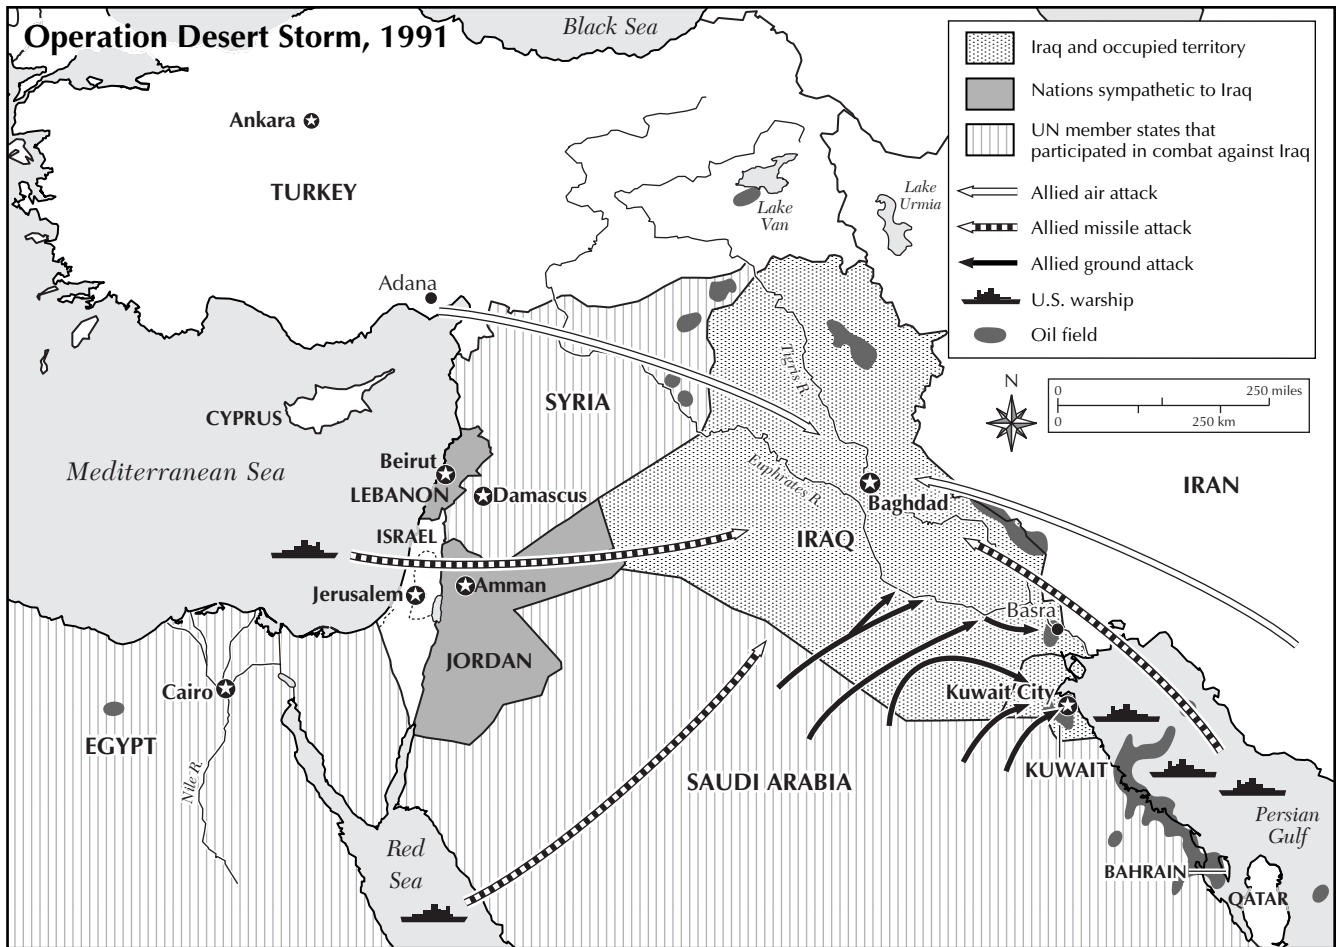 Operation Desert Storm, 1991
Black Sea
Iraq and occupied territory
Nations sympathetic to Iraq
UN member states that
participated in combat against Iraq
Allied air attack
Allied missile attack
Allied ground attack
U.S. warship
Oil field
Ankara
TURKEY
Lake
Van
Lake
Urmia
Adana
Tigris R.
N
0
250 miles
0
250 km
CYPRUS
SYRIA
Mediterranean Sea
Beirut
LEBANON
Damascus
Euphrates R.
Baghdad
IRAN
ISRAEL
IRAQ
Jerusalem
Amman
Basra
JORDAN
Cairo
Kuwait City
EGYPT
Nile R.
SAUDI ARABIA
KUWAIT
Persian
Gulf
Red
Sea
BAHRAIN
QATAR